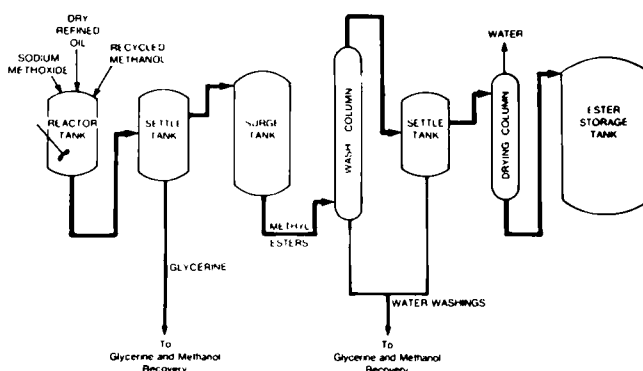 DRY
REFINED
OIL
SODIUM
METHOXIDE
RECYCLED
METHANOL
REACTOR
TANK
SETTLE
TANK
SURGE
TANK
WASH COLUMN
SETTLE
TANK
WATER
DRYING COLUMN
ESTER
STORAGE
TANK
METHYL
ESTERS
GLYCERINE
WATER WASHINGS
To
Glycerine and Methanol
Recovery
To
Glycerine and Methanol
Recovery